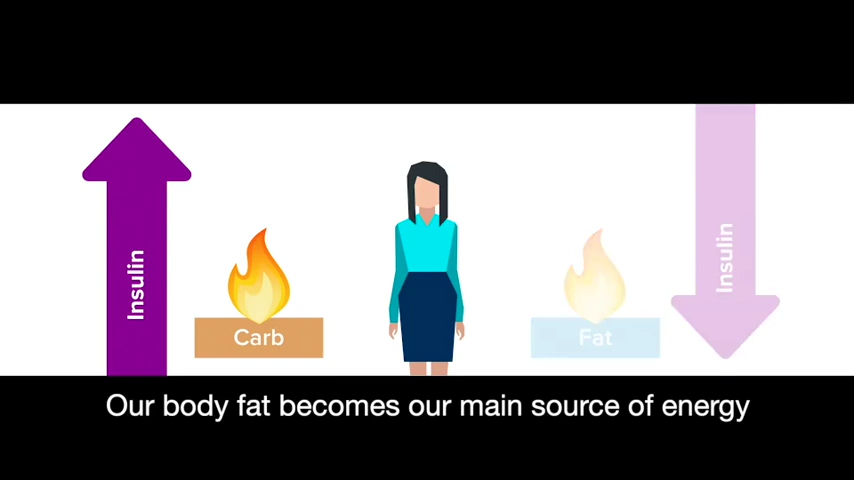 Insulin
Carb
Fat
Insulin
Our body fat becomes our main source of energy